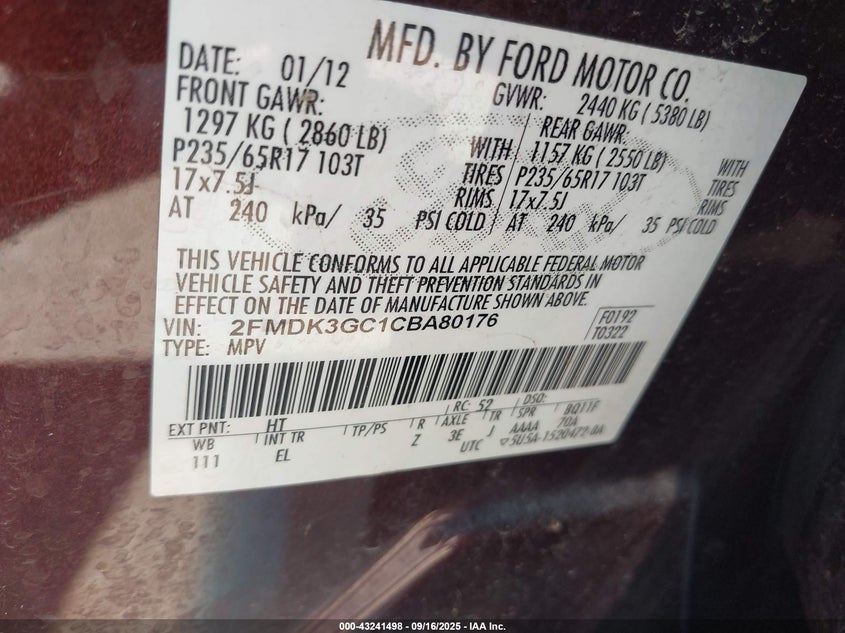 MFD. BY FORD MOTOR CO.
DATE: 01/12 GVWR: 2440 KG ( 5380 LB)
FRONT GAWR: REAR GAWR:
1297 KG ( 2860 LB) WITH 1157 KG ( 2550 LB) WITH
P235/65R17 103T TIRES P235/65R17 103T TIRES
17x7.5J RIMS 17x7.5J RIMS
AT 240 kPa/ 35 PSI COLD AT 240 kPa/ 35 PSI COLD
THIS VEHICLE CONFORMS TO ALL APPLICABLE FEDERAL MOTOR
VEHICLE SAFETY AND THEFT PREVENTION STANDARDS IN
EFFECT ON THE DATE OF MANUFACTURE SHOWN ABOVE.
VIN: 2FMDK3GC1CBA80176 F0192
TYPE: MPV T0322
EXT PNT: HT RC: 52 DSO:
WB INT TR TP/PS R AXLE TR SPR BQ11F
111 EL Z 3E J AAAA 70A
UTC 5U5A-1520472-BA
000-43241498 - 09/16/2025 - IAA Inc.